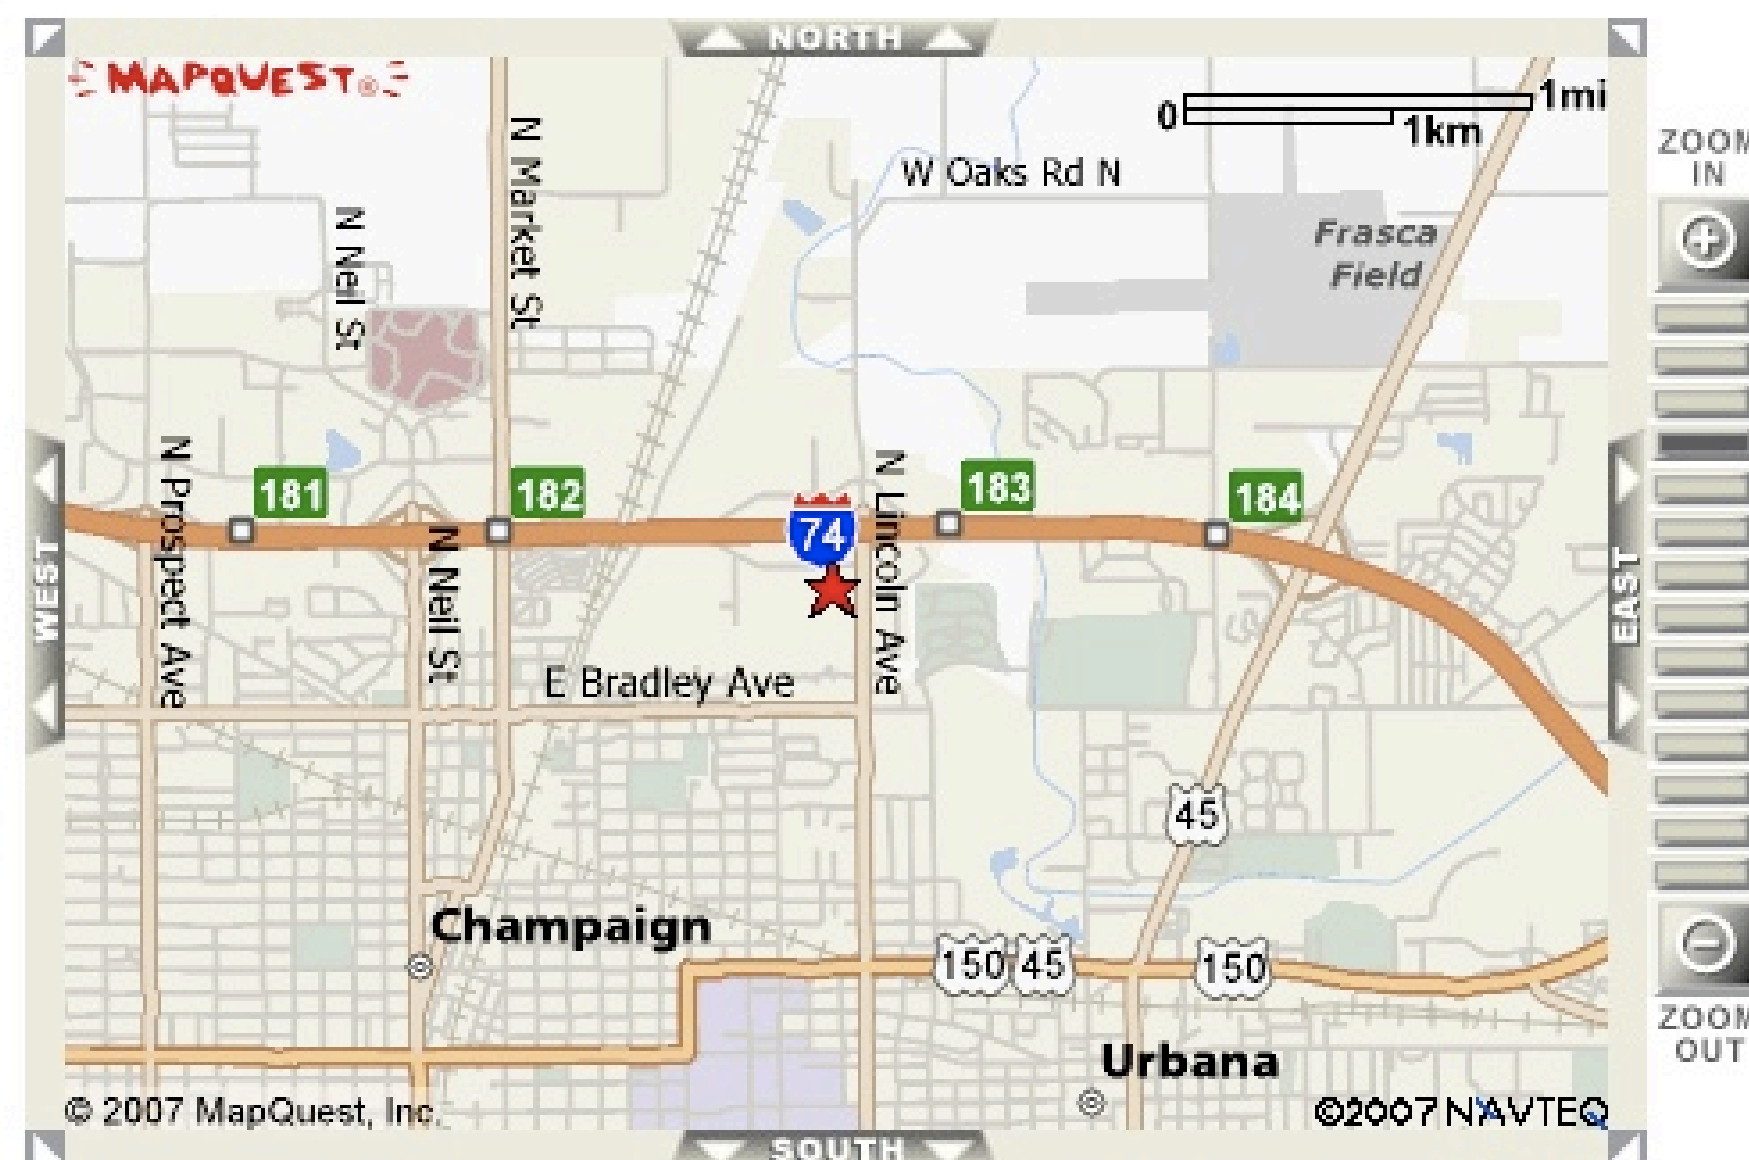 NORTH
MAPQUEST®
0
1mi
1km
W Oaks Rd N
N Market St
N Neil St
Frasca
Field
ZOOM
IN
N Prospect Ave
181
182
74
N Lincoln Ave
183
184
N Neil St
WEST
EAST
E Bradley Ave
45
Champaign
150
45
150
Urbana
ZOOM
OUT
© 2007 MapQuest, Inc.
©2007 NAVTEQ
SOUTH